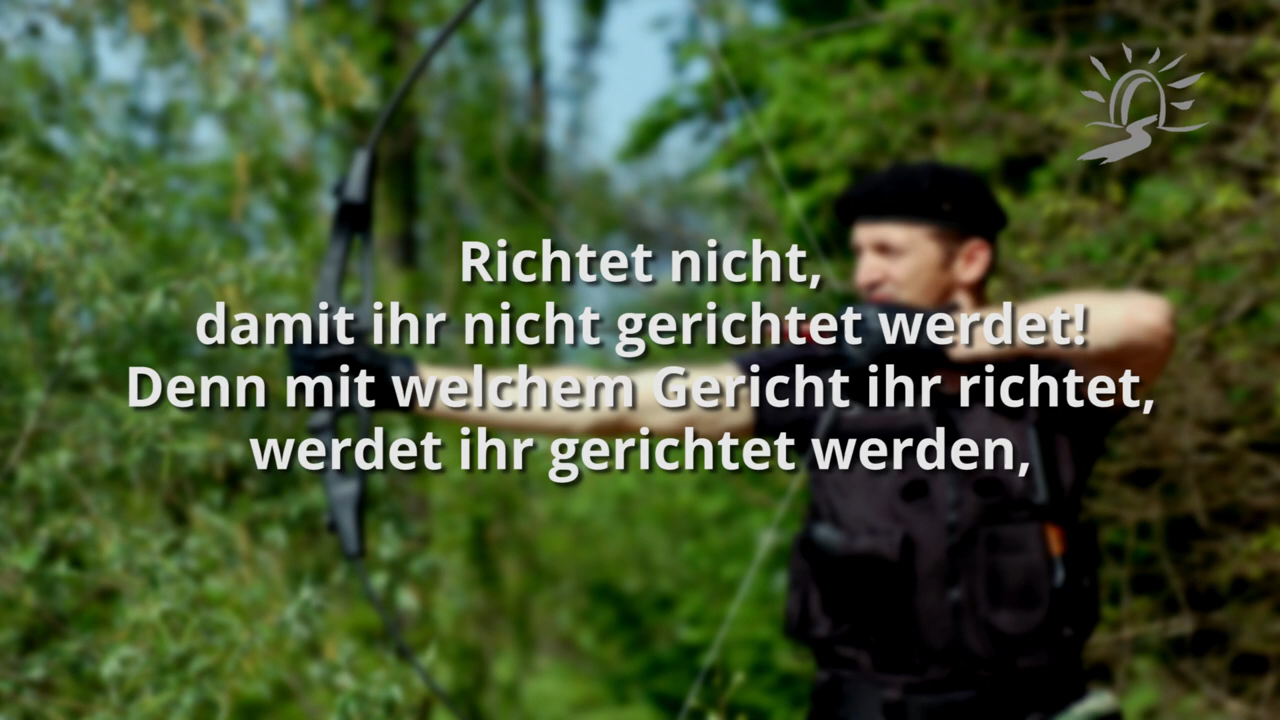 Richtet nicht,
damit ihr nicht gerichtet werdet!
Denn mit welchem Gericht ihr richtet,
werdet ihr gerichtet werden,